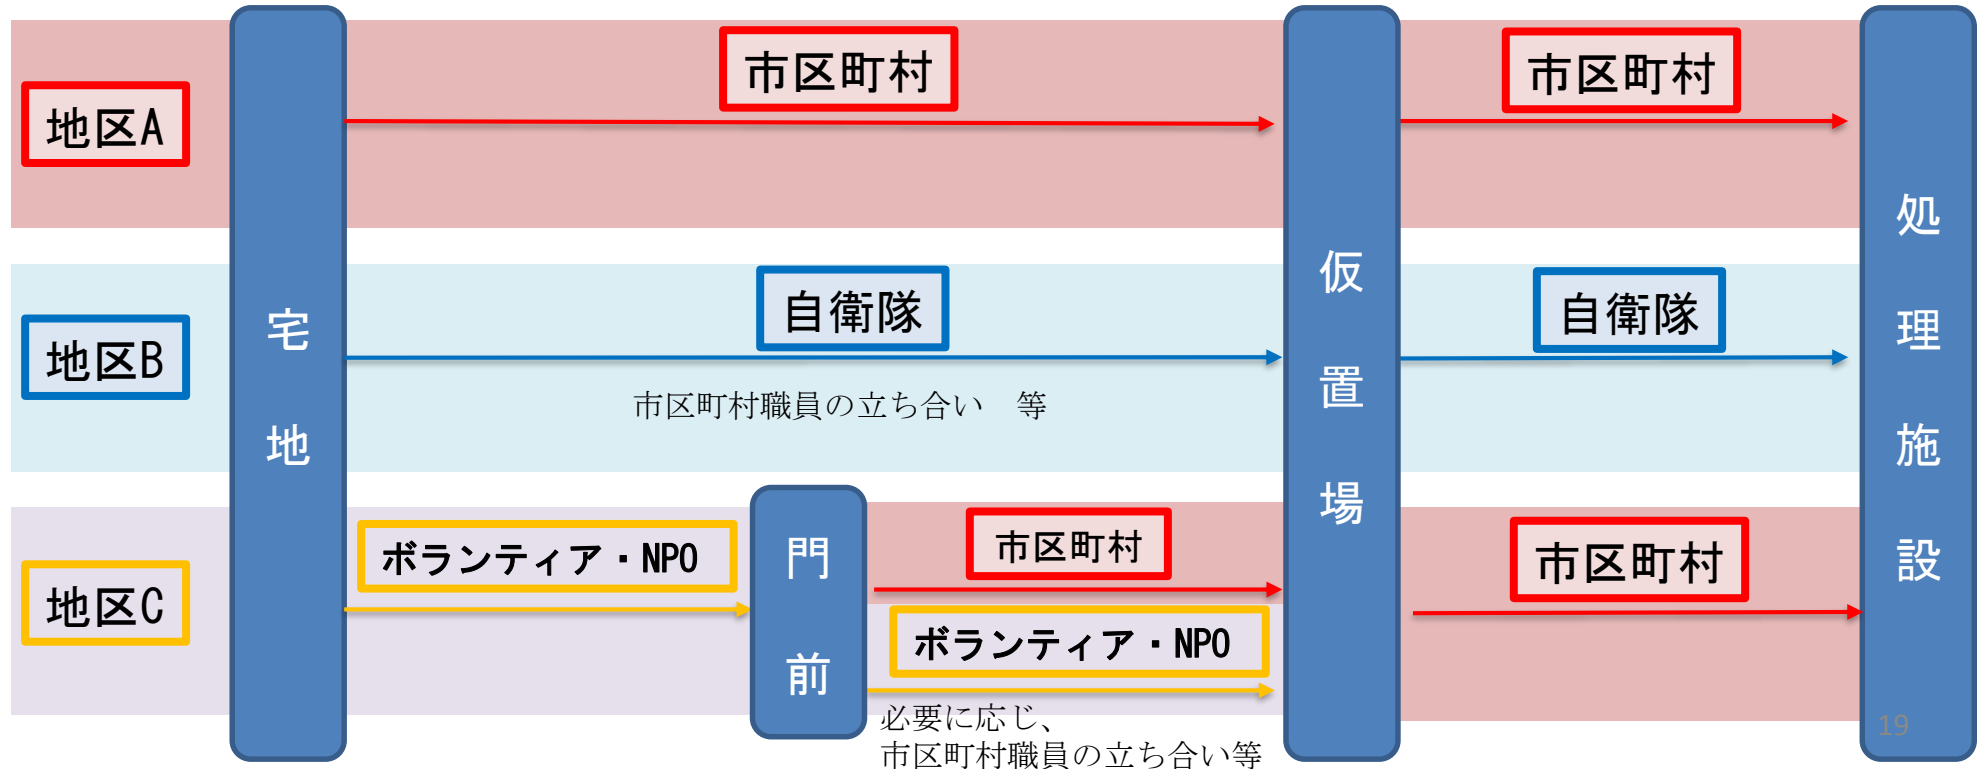 市区町村
市区町村
地区A
自衛隊
自衛隊
地区B
市区町村職員の立ち合い　等
宅地
仮置場
処理施設
地区C
ボランティア・NPO
門前
市区町村
市区町村
ボランティア・NPO
必要に応じ、
市区町村職員の立ち合い等
19